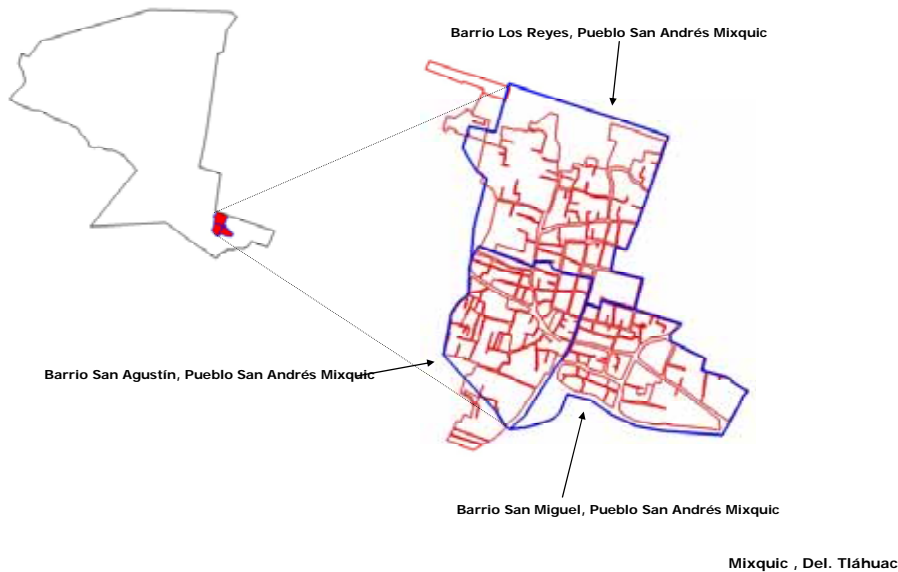 Barrio Los Reyes, Pueblo San Andrés Mixquic
Barrio San Agustín, Pueblo San Andrés Mixquic
Barrio San Miguel, Pueblo San Andrés Mixquic
Mixquic , Del. Tláhuac